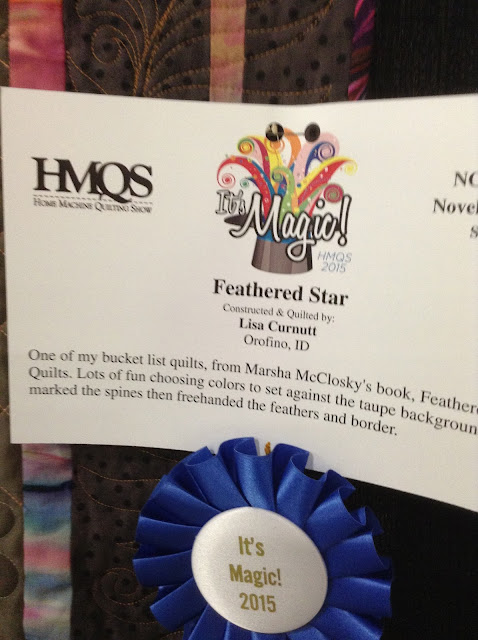 HMQS
HOME MACHINE QUILTING SHOW
It's
Magic!
HMQS
2015
NO
Nove
S
Feathered Star
Constructed & Quilted by:
Lisa Curnutt
Orofino, ID
One of my bucket list quilts, from Marsha McClosky's book, Feathere
Quilts. Lots of fun choosing colors to set against the taupe backgroun
marked the spines then freehanded the feathers and border.
It's
Magic!
2015